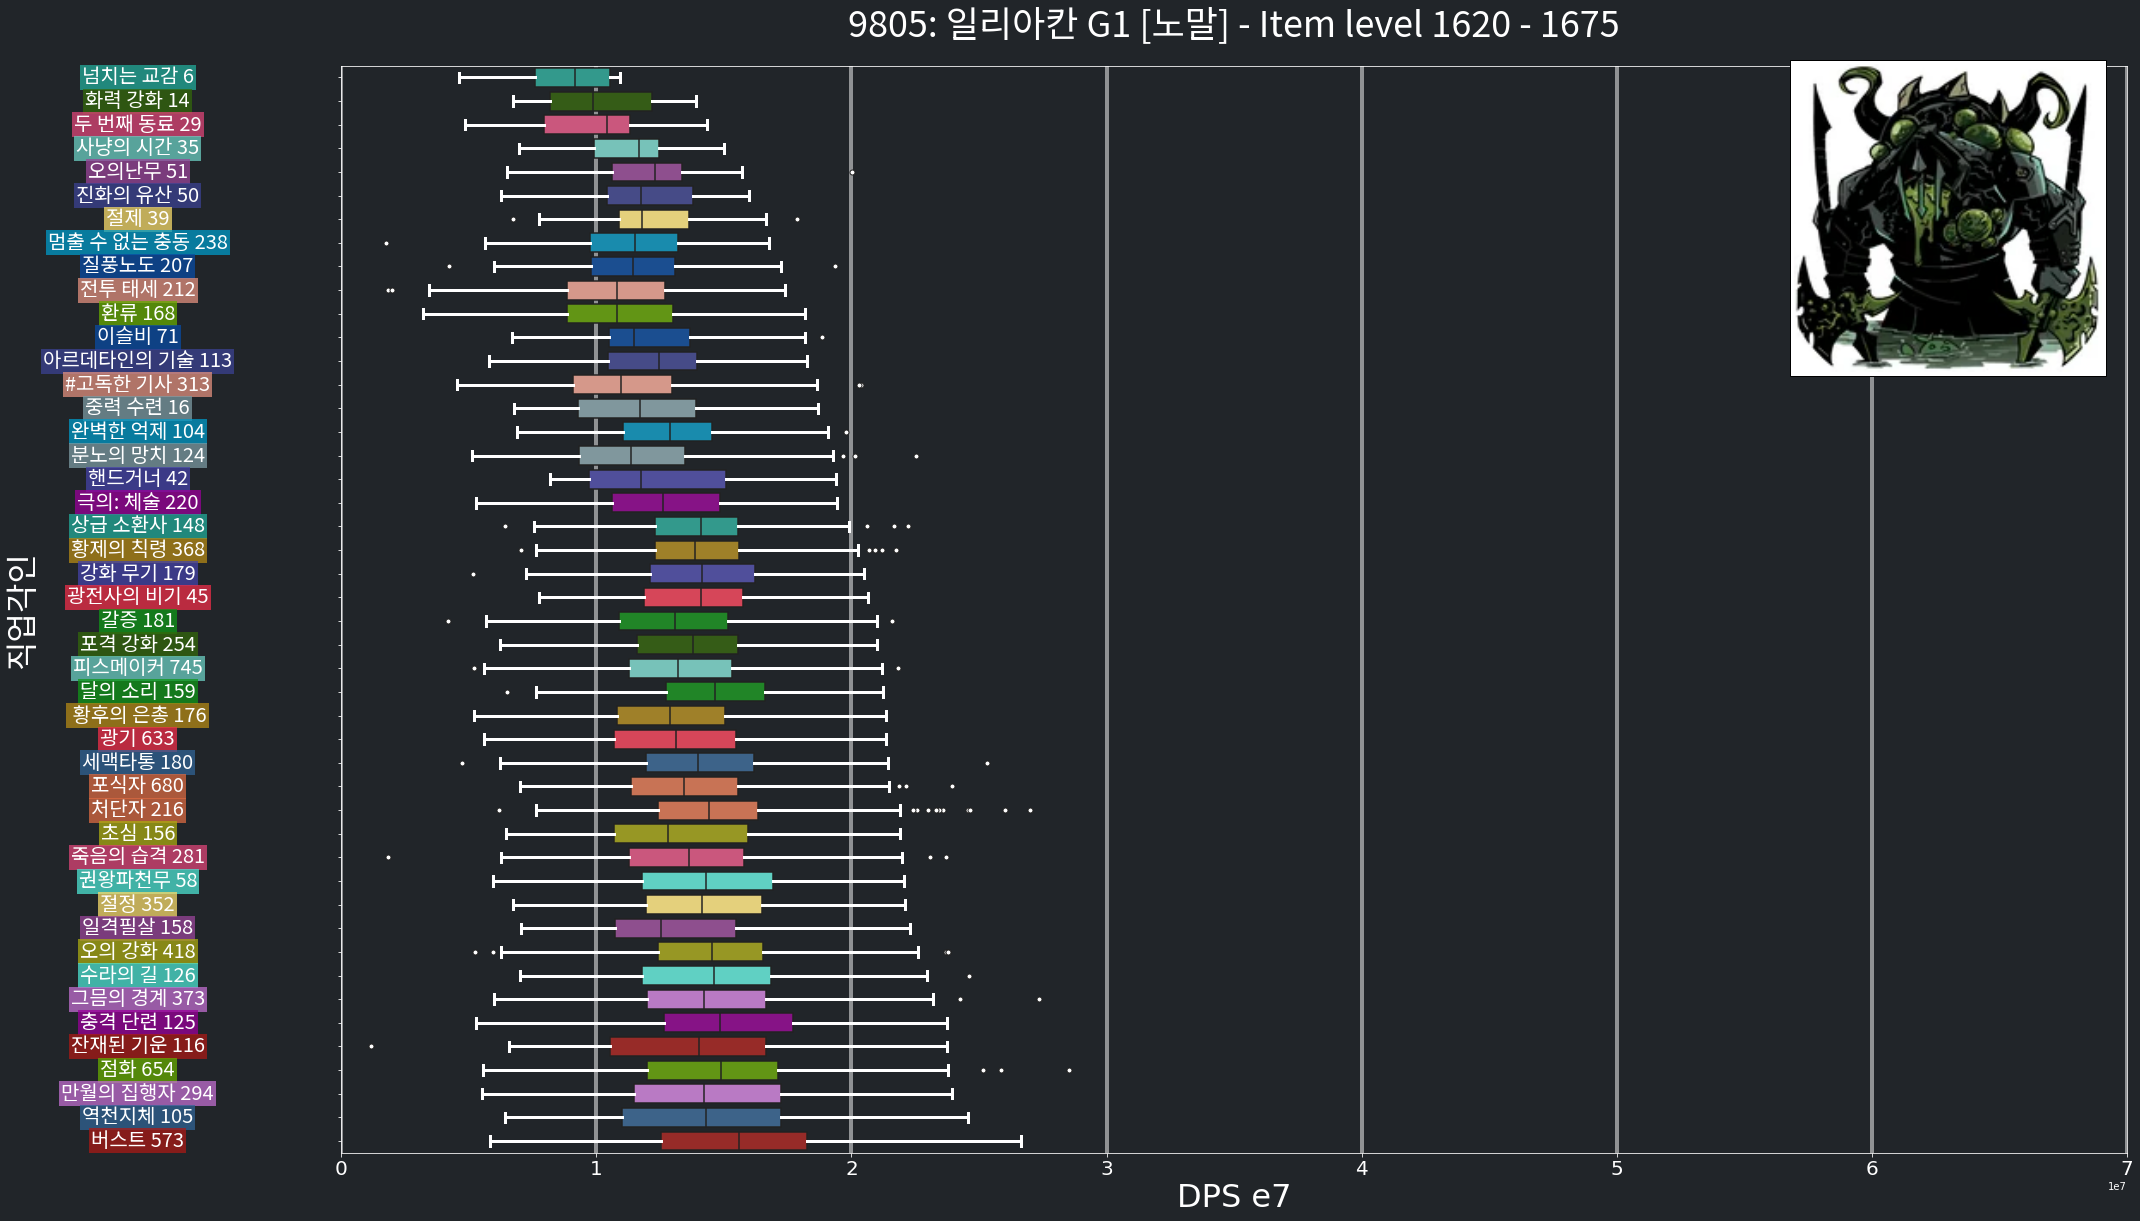 9805: 일리아칸 G1 [노말] - Item level 1620 - 1675
넘치는 교감 6
화력 강화 14
두 번째 동료 29
사냥의 시간 35
오의난무 51
진화의 유산 50
절제 39
멈출 수 없는 충동 238
질풍노도 207
전투 태세 212
환류 168
이슬비 71
아르데타인의 기술 113
#고독한 기사 313
중력 수련 16
완벽한 억제 104
분노의 망치 124
핸드거너 42
극의: 체술 220
상급 소환사 148
황제의 칙령 368
강화 무기 179
광전사의 비기 45
갈증 181
포격 강화 254
피스메이커 745
달의 소리 159
황후의 은총 176
광기 633
세맥타통 180
포식자 680
처단자 216
초심 156
죽음의 습격 281
권왕파천무 58
절정 352
일격필살 158
오의 강화 418
수라의 길 126
그믐의 경계 373
충격 단련 125
잔재된 기운 116
점화 654
만월의 집행자 294
역천지체 105
버스트 573
직업각인
0 1 2 3 4 5 6 7
1e7
DPS e7